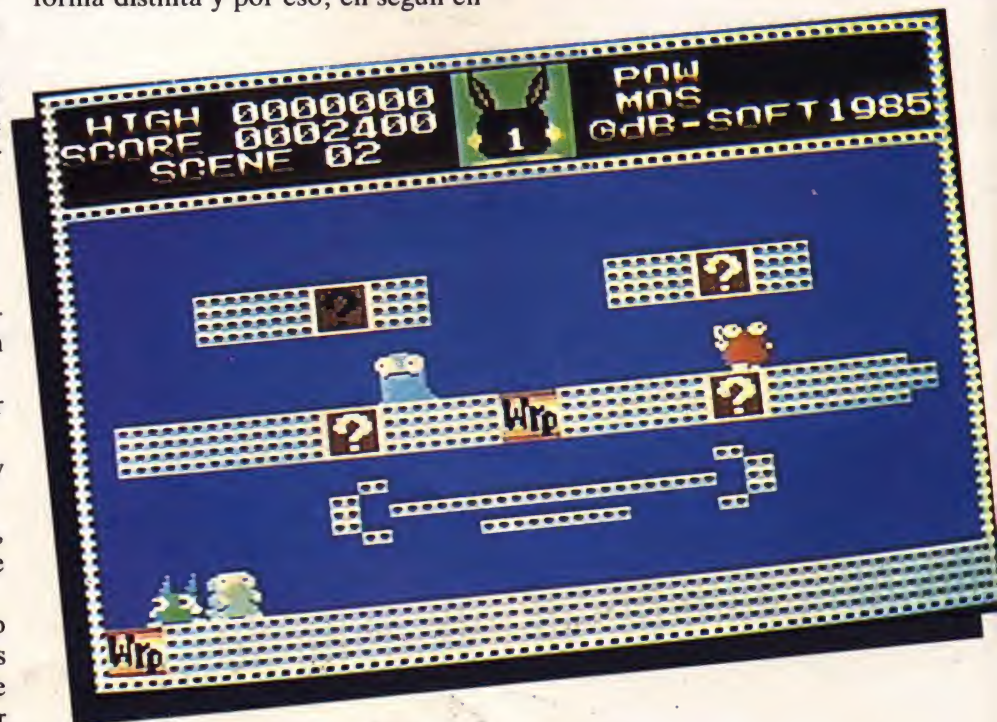 forma distinta y por eso, en según en
HIGH 0000000
SCORE 0002400
SCENE 02
1
POW
MOS
©dB-SOFT1985
?
?
?
Wrp
?
Wrp